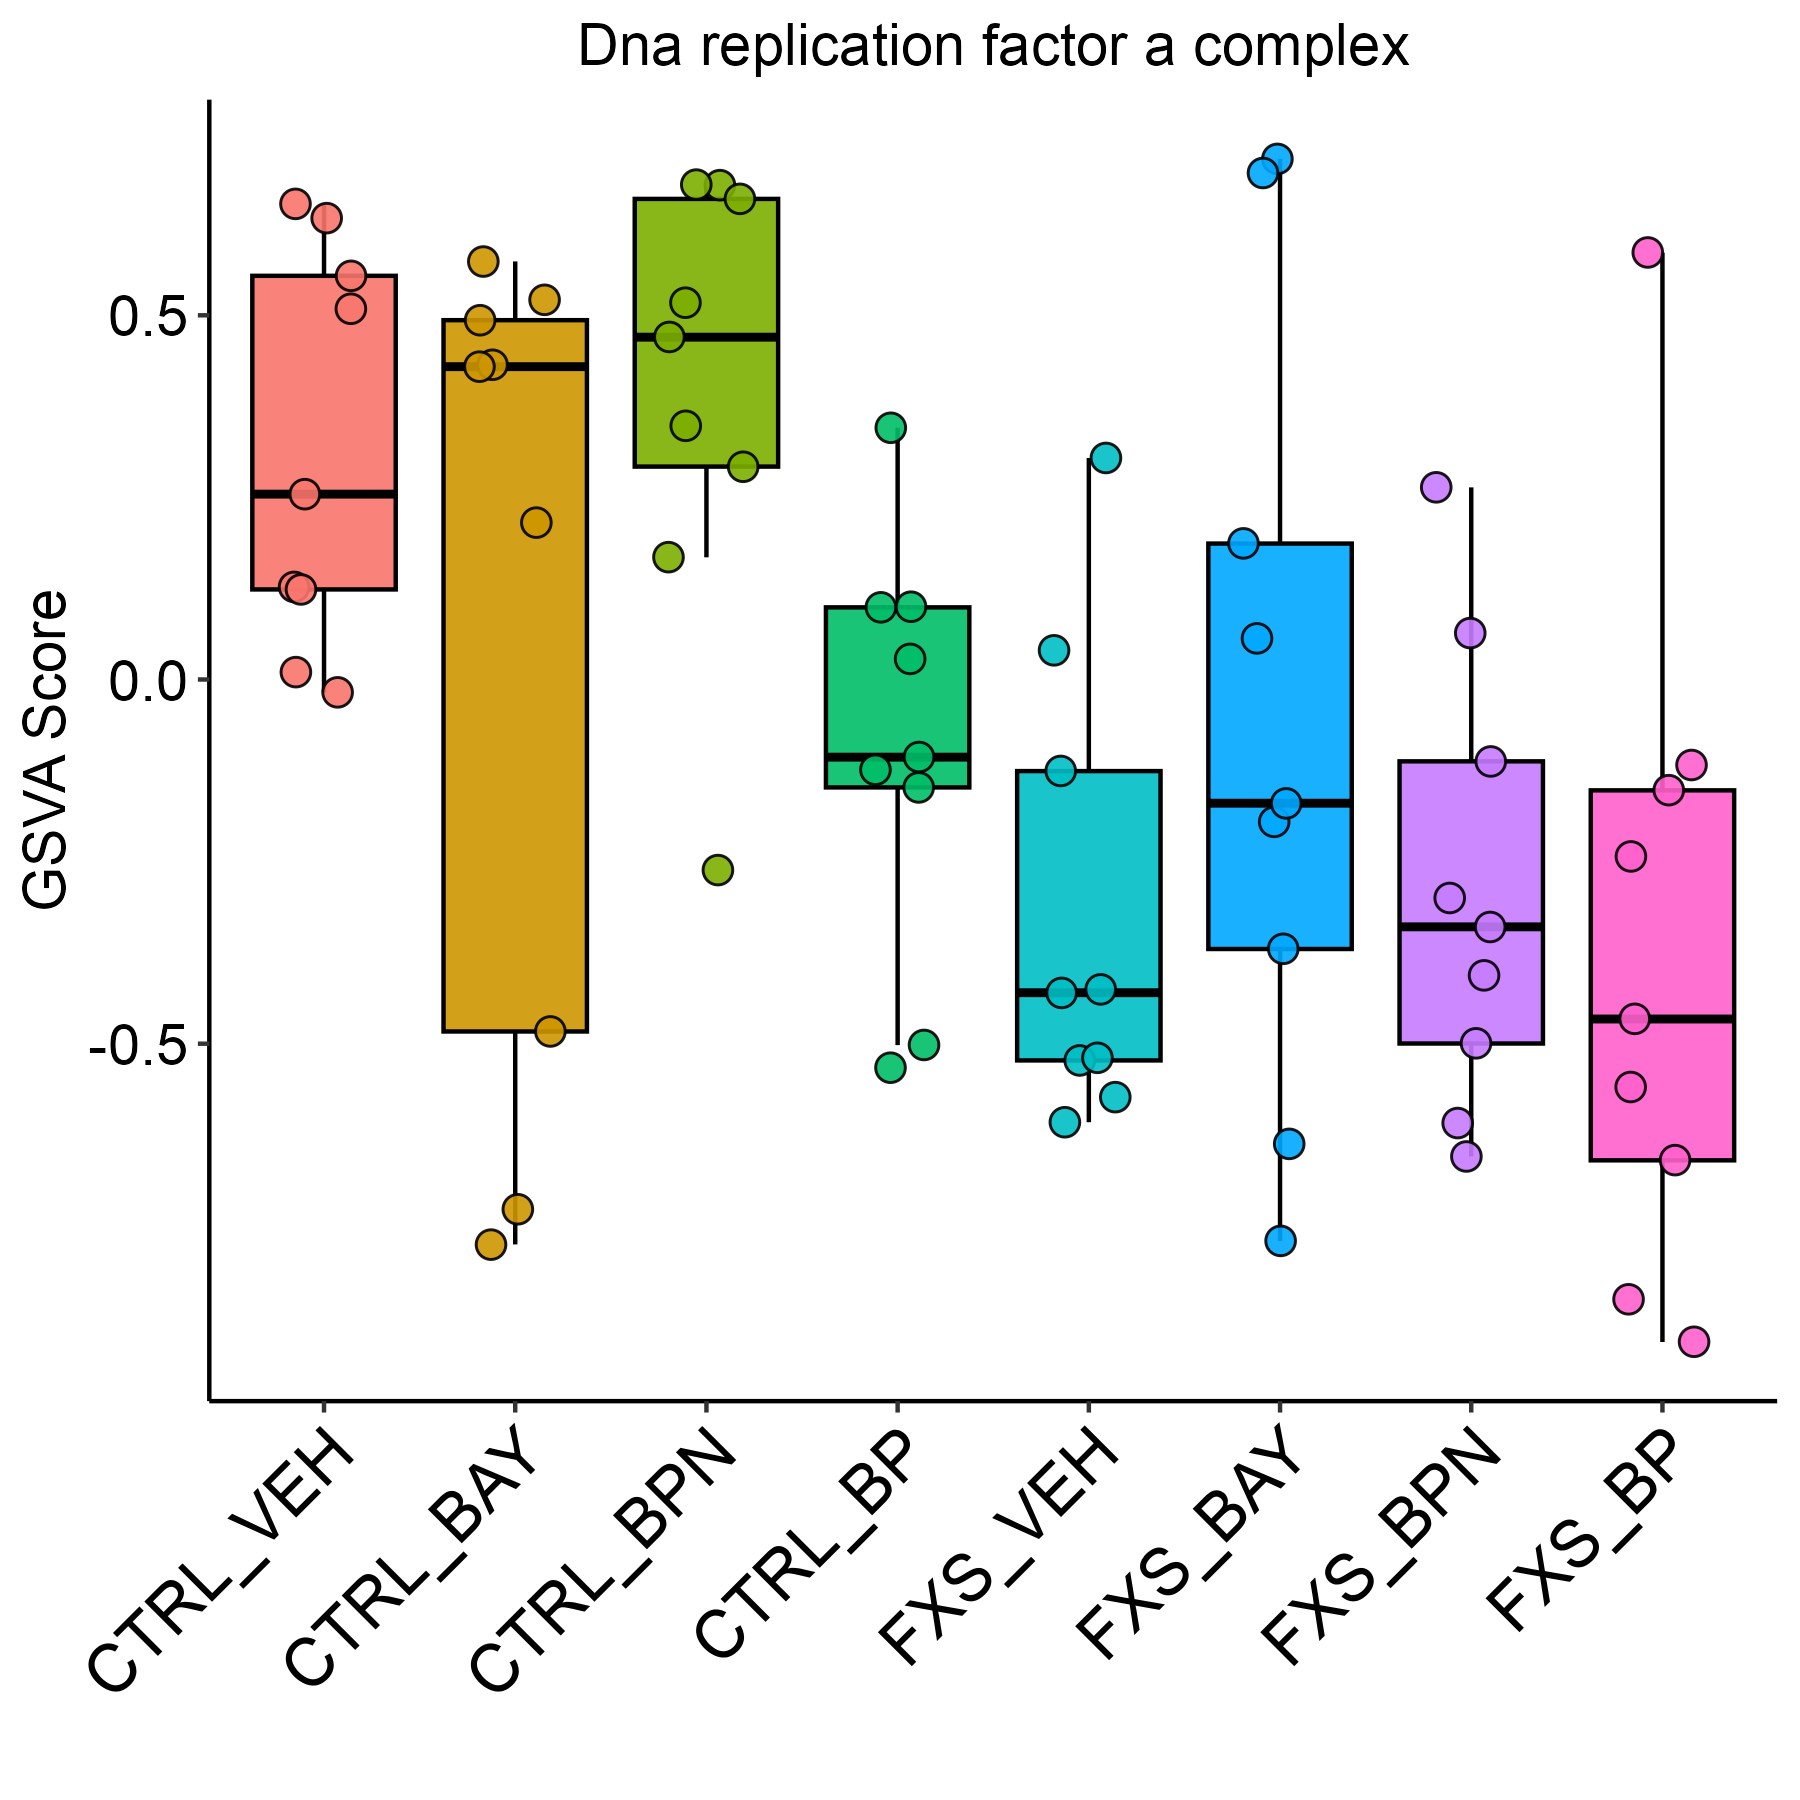 Dna replication factor a complex
GSVA Score
0.5
0.0
-0.5
CTRL_VEH
CTRL_BAY
CTRL_BPN
CTRL_BP
FXS_VEH
FXS_BAY
FXS_BPN
FXS_BP